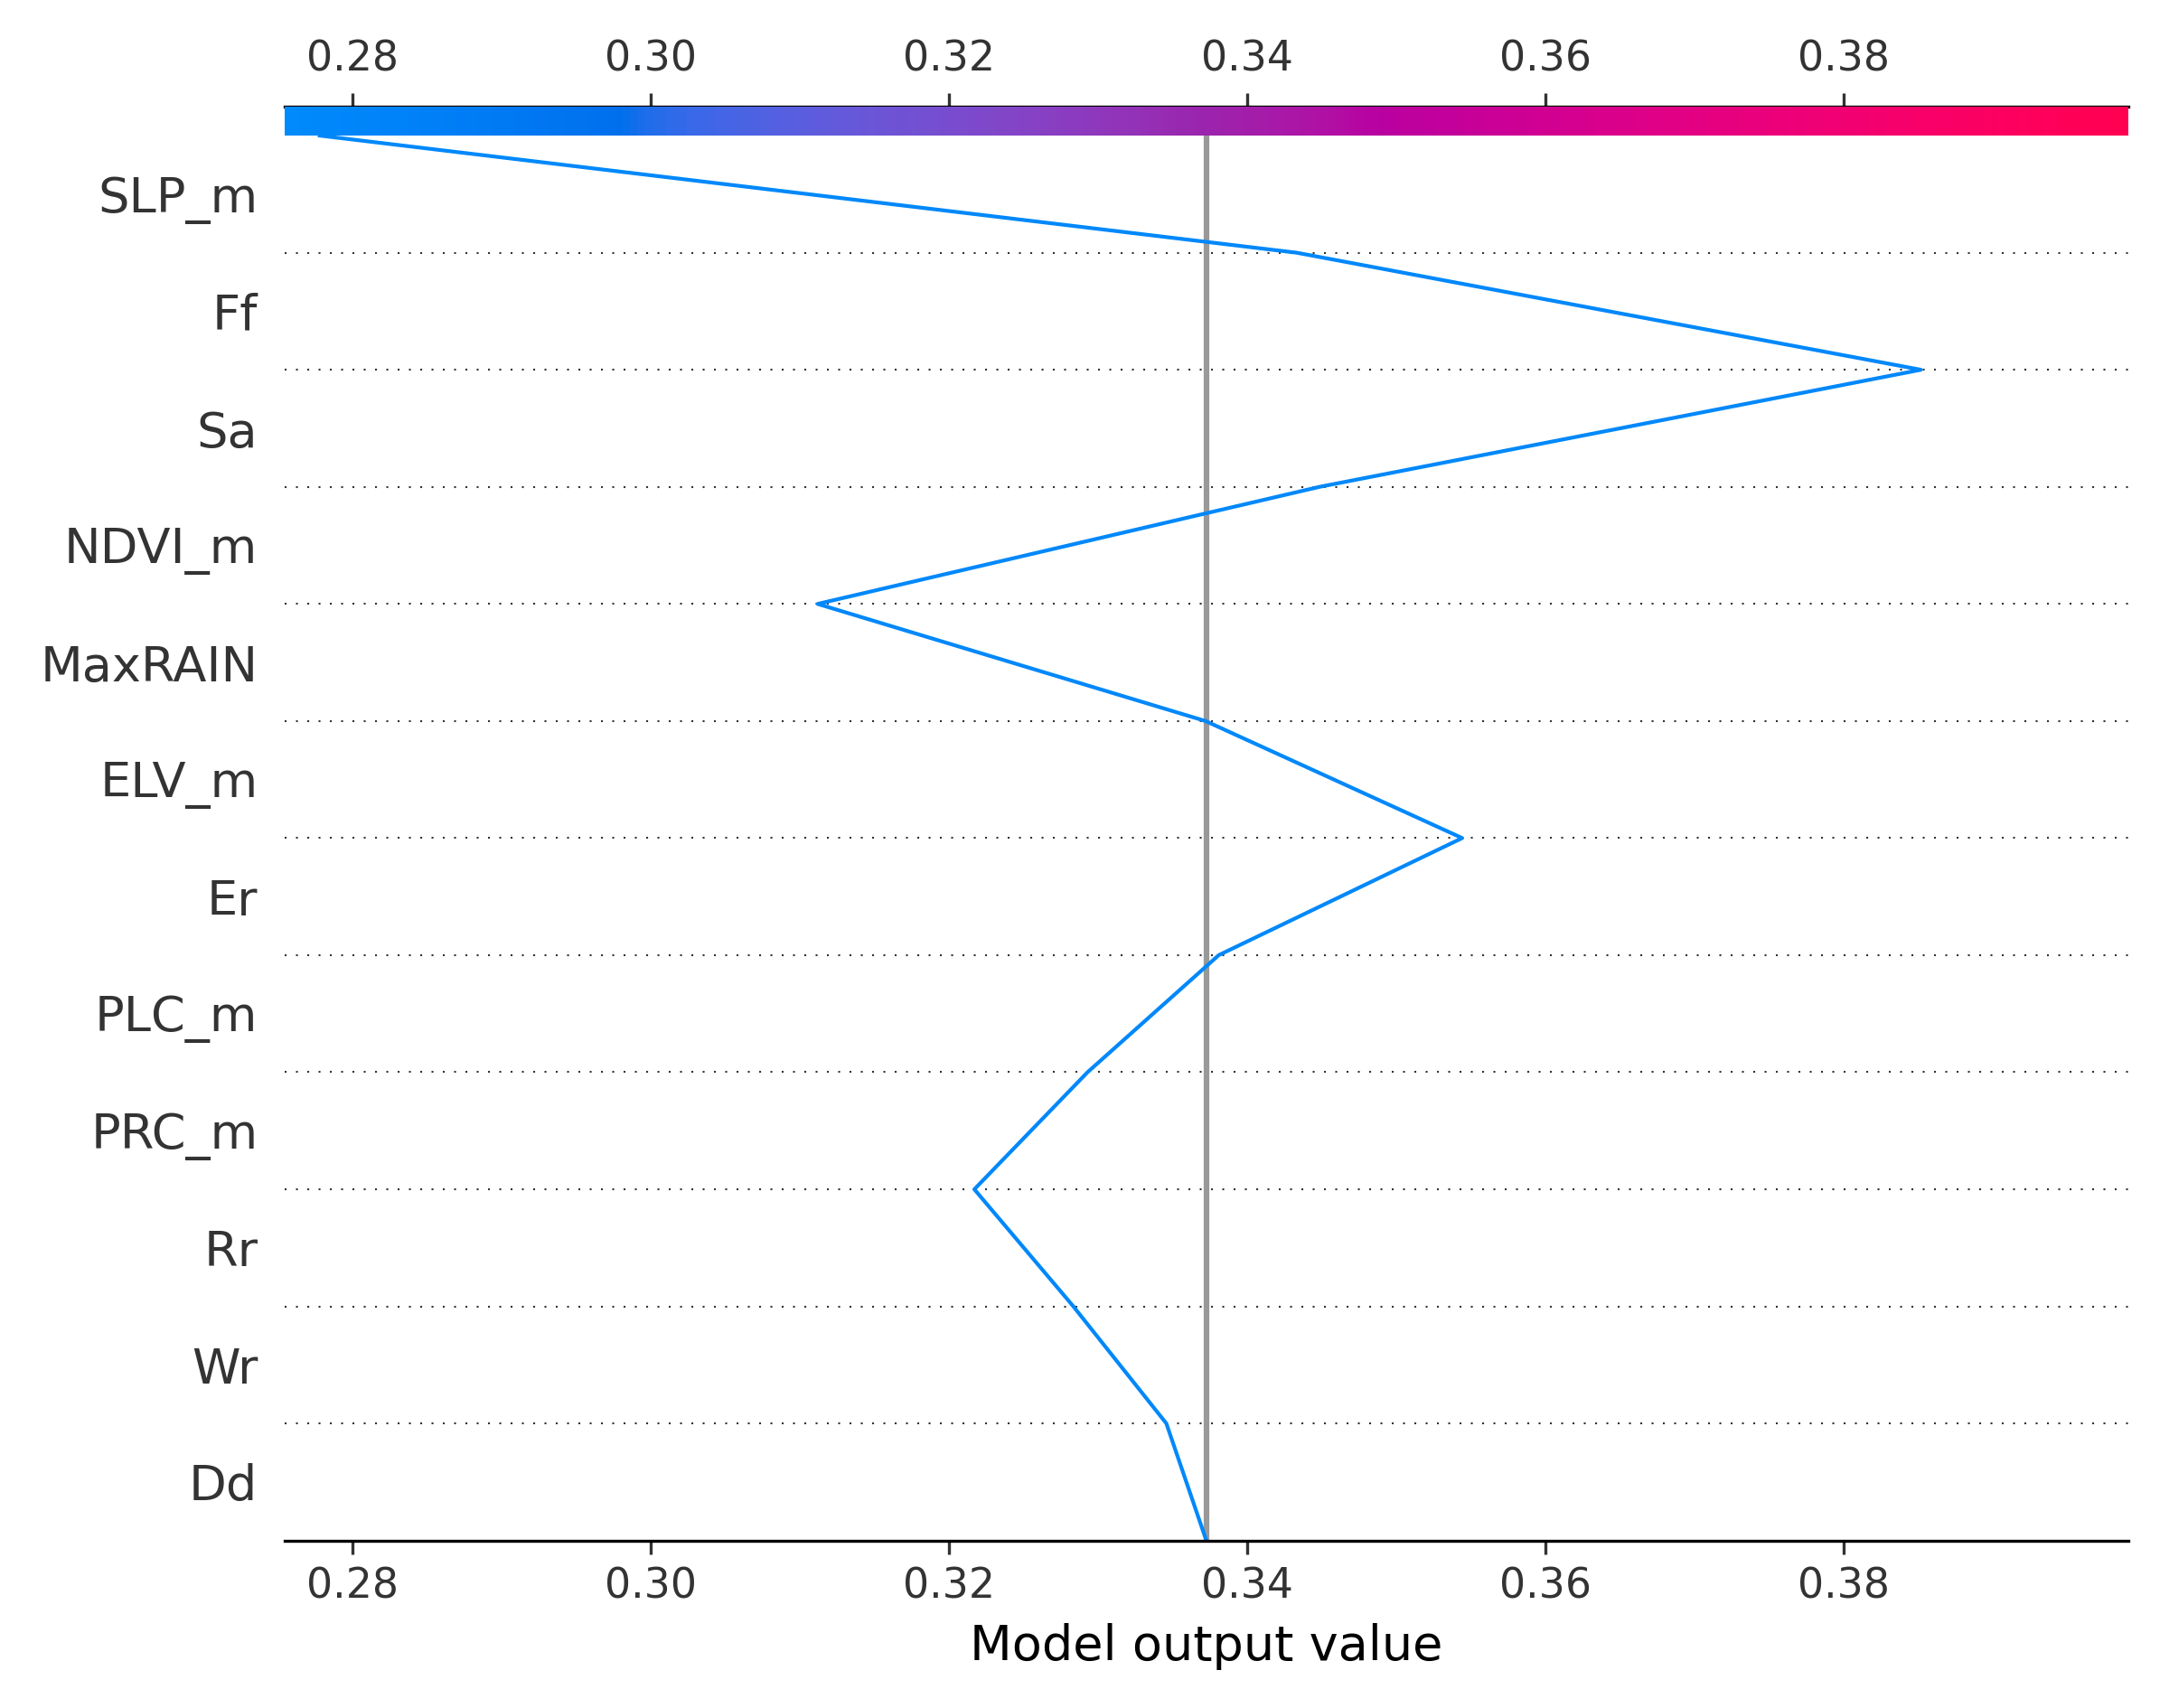 0.28 0.30 0.32 0.34 0.36 0.38
SLP_m
Ff
Sa
NDVI_m
MaxRAIN
ELV_m
Er
PLC_m
PRC_m
Rr
Wr
Dd
0.28 0.30 0.32 0.34 0.36 0.38
Model output value